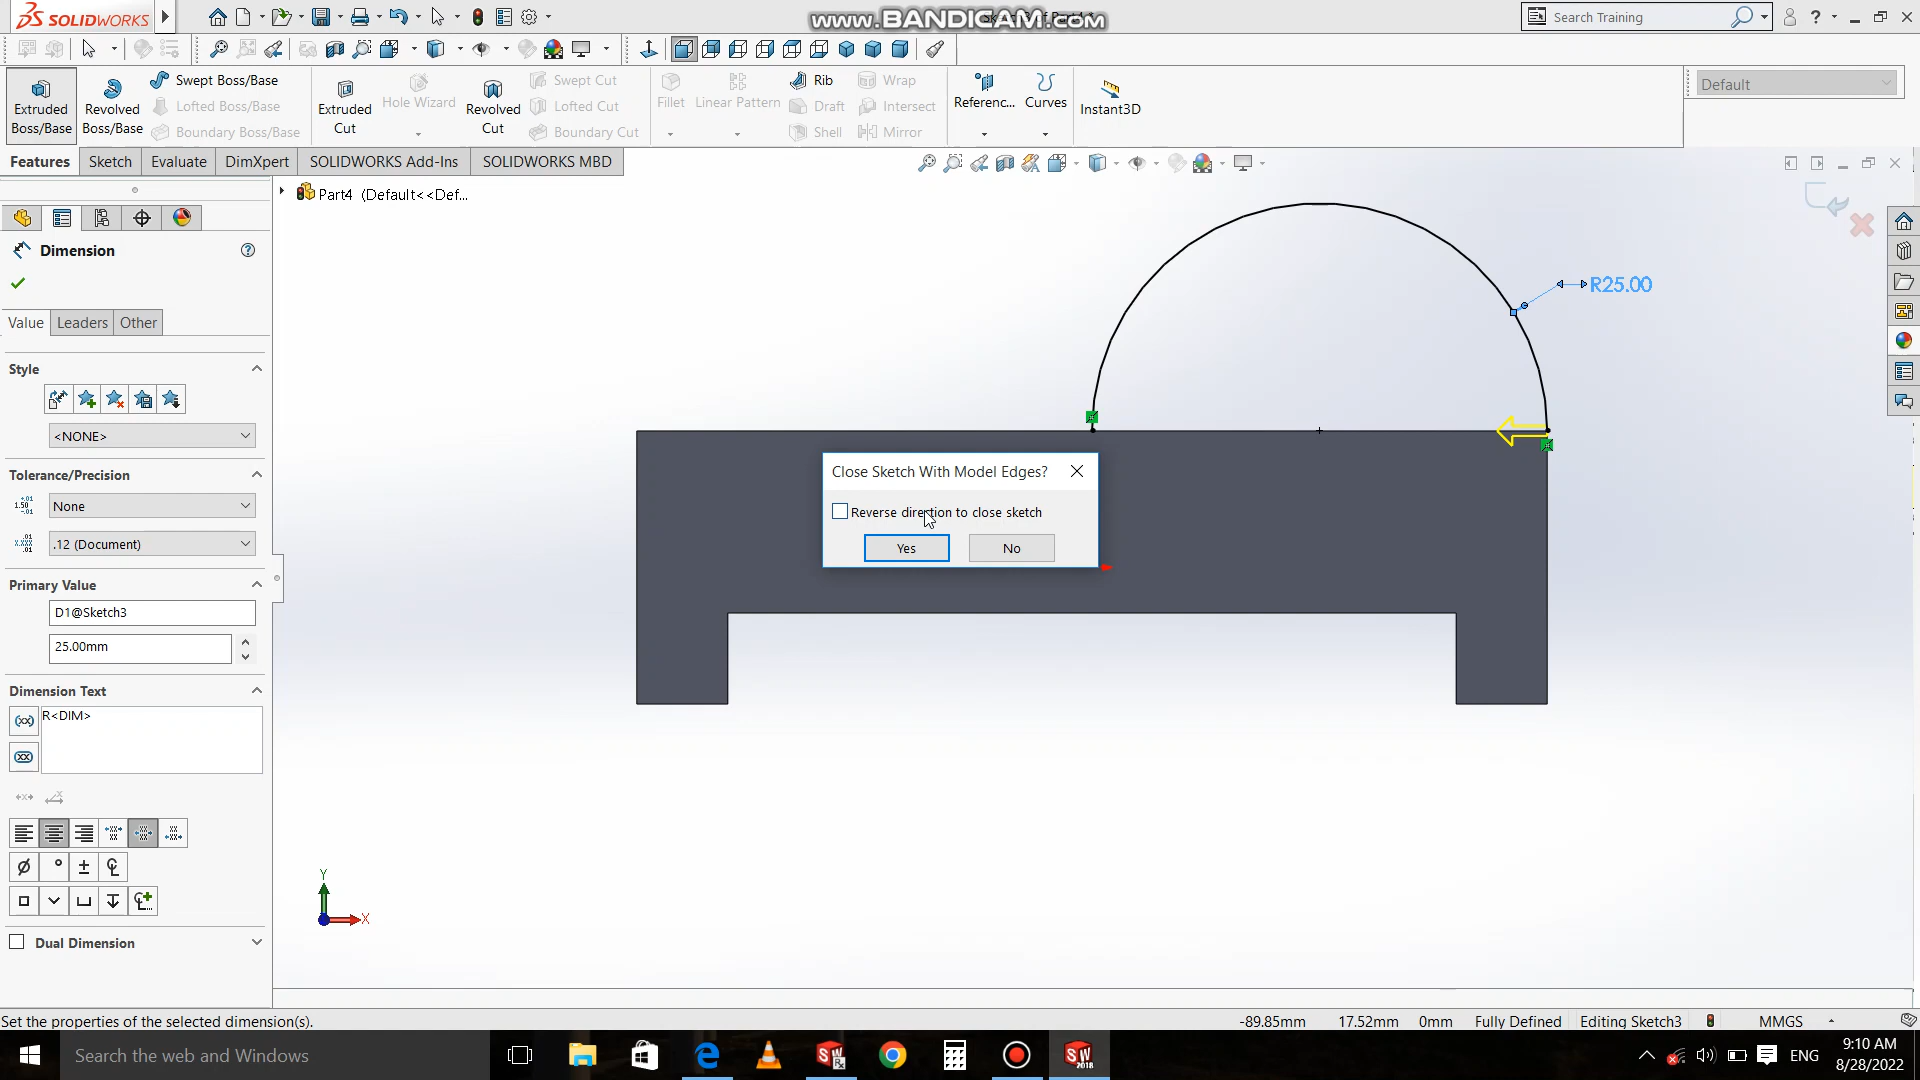 SOLIDWORKS
www.BANDICAM.com
Search Training
Extruded Boss/Base
Revolved Boss/Base
Swept Boss/Base
Lofted Boss/Base
Boundary Boss/Base
Extruded Cut
Hole Wizard
Revolved Cut
Swept Cut
Lofted Cut
Boundary Cut
Fillet
Linear Pattern
Rib
Draft
Shell
Wrap
Intersect
Mirror
Referenc...
Curves
Instant3D
Default
Features
Sketch
Evaluate
DimXpert
SOLIDWORKS Add-Ins
SOLIDWORKS MBD
Part4 (Default<<Def...
Dimension
Value
Leaders
Other
Style
<NONE>
Tolerance/Precision
None
.12 (Document)
Primary Value
D1@Sketch3
25.00mm
Dimension Text
R<DIM>
Dual Dimension
R25.00
Close Sketch With Model Edges?
Reverse direction to close sketch
Yes
No
Y
X
Set the properties of the selected dimension(s).
-89.85mm
17.52mm
0mm
Fully Defined
Editing Sketch3
MMGS
Search the web and Windows
ENG
9:10 AM
8/28/2022